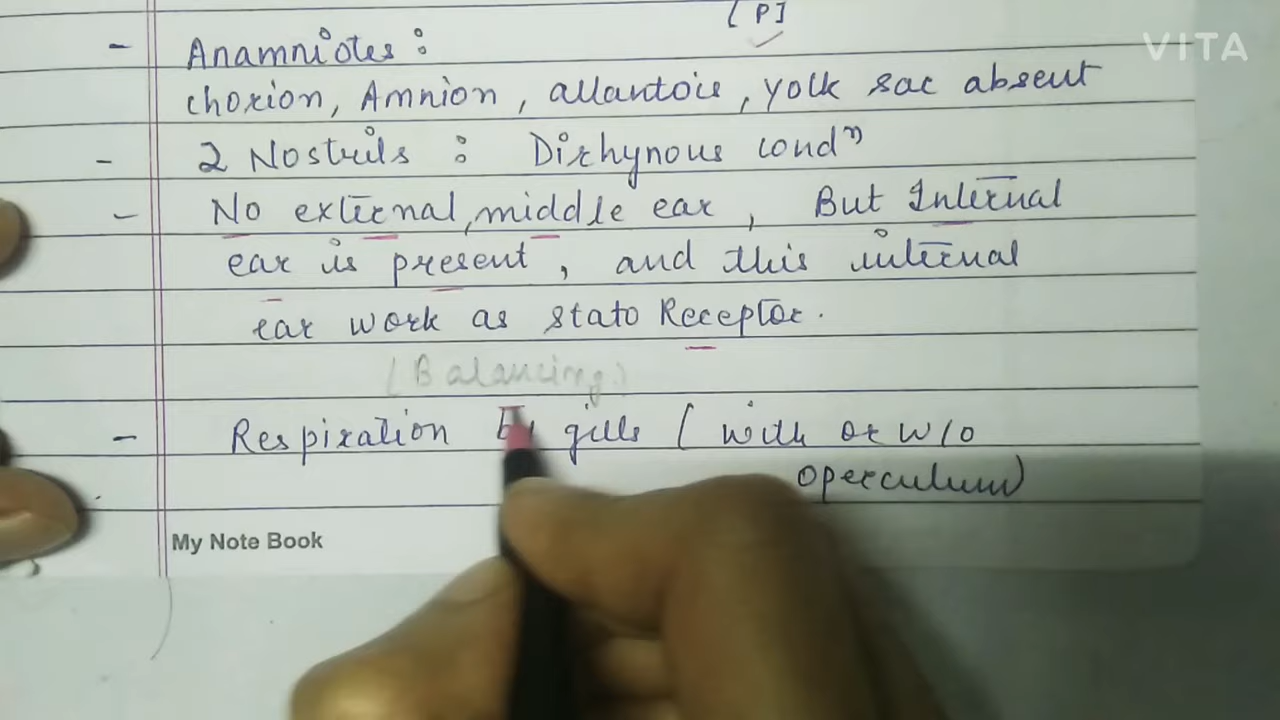 [P]
VITA
- Anamniotes :
chorion, Amnion, allantois, yolk sac absent
- 2 Nostrils : Dirhynous condⁿ
- No external, middle ear, But Internal
ear is present, and this internal
ear work as stato Receptor.
(Balancing)
- Respiration by gills ( with or w/o
operculum)
My Note Book